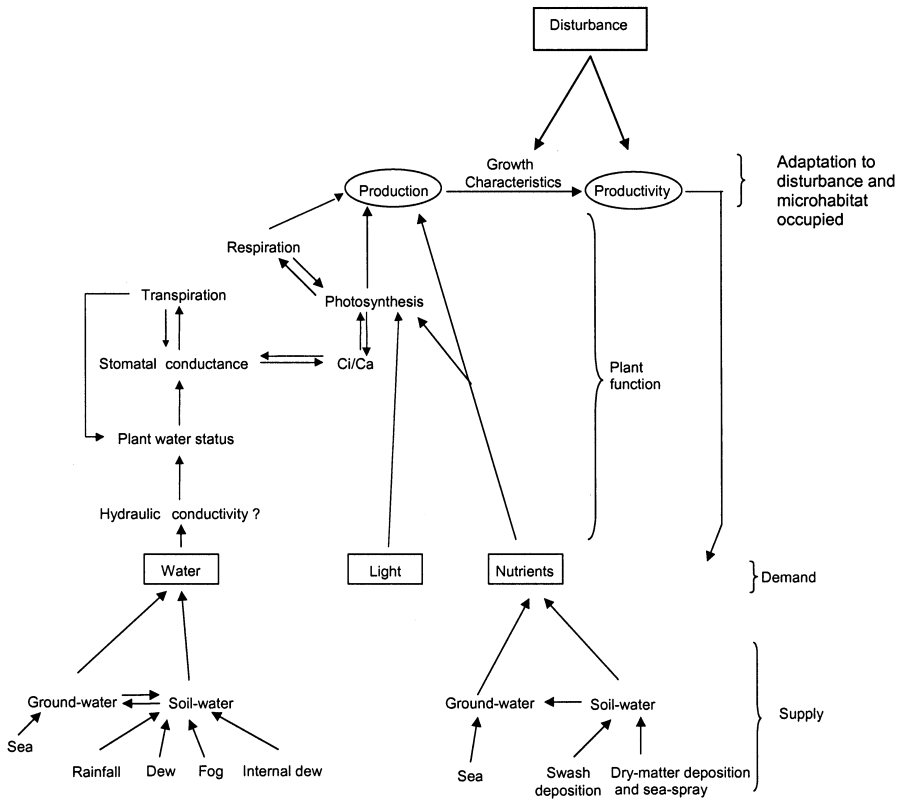 Disturbance
Growth
Characteristics
Production
Productivity
Adaptation to
disturbance and
microhabitat
occupied
Respiration
Transpiration
Photosynthesis
Stomatal conductance
Ci/Ca
Plant
function
Plant water status
Hydraulic conductivity ?
Water
Light
Nutrients
Demand
Ground-water
Soil-water
Ground-water
Soil-water
Supply
Sea
Rainfall
Dew
Fog
Internal dew
Sea
Swash
deposition
Dry-matter deposition
and sea-spray